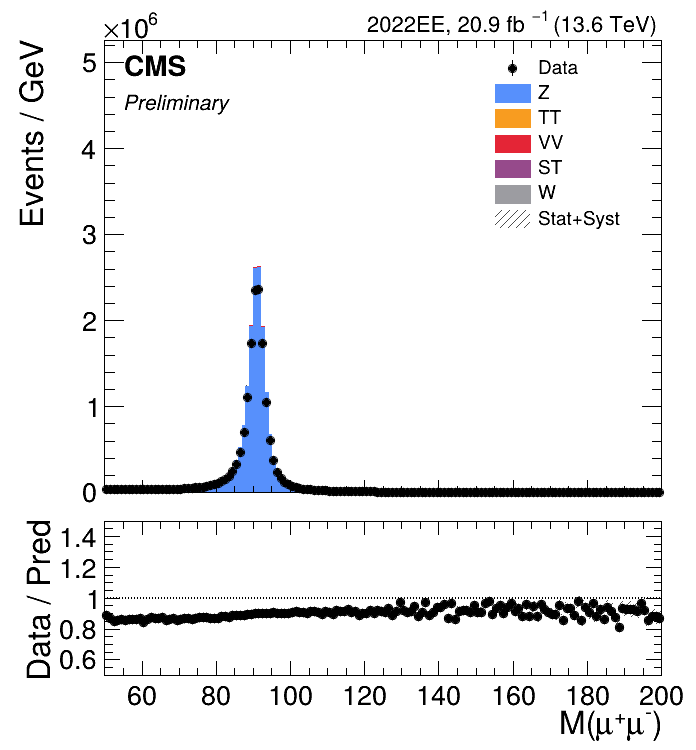 ×10⁶
2022EE, 20.9 fb⁻¹ (13.6 TeV)
Events / GeV
5
4
3
2
1
0
CMS
Preliminary
Data
Z
TT
VV
ST
W
Stat+Syst
Data / Pred
1.4
1.2
1
0.8
0.6
60 80 100 120 140 160 180 200
M(μ⁺μ⁻)